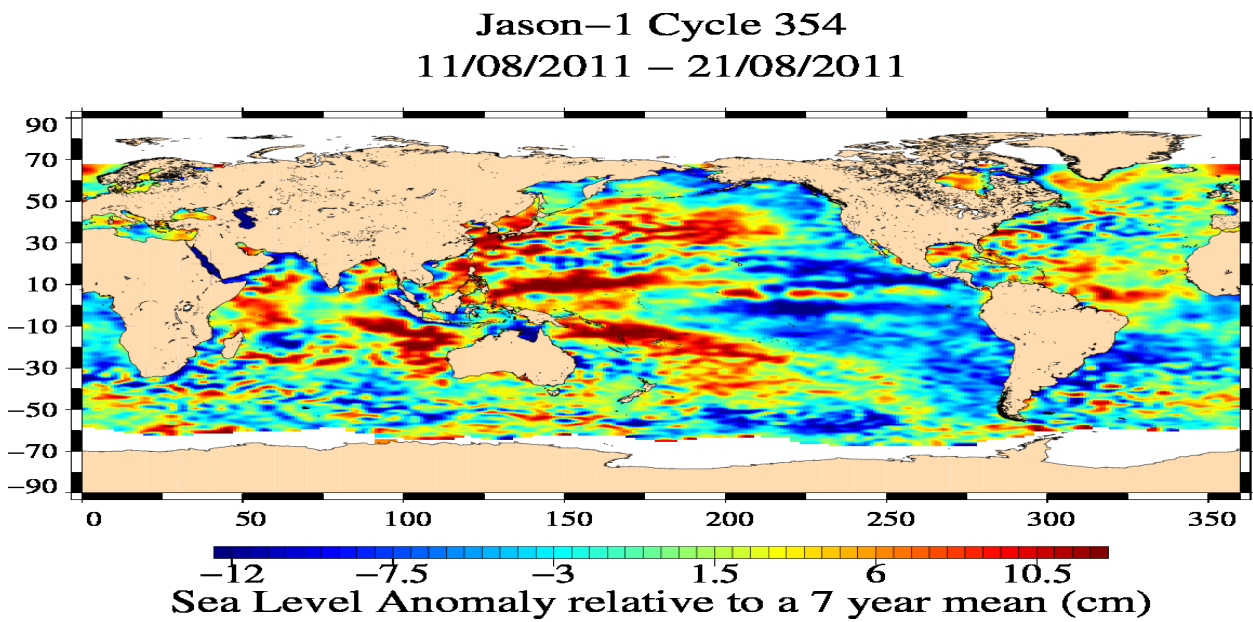 Jason−1 Cycle 354
11/08/2011 − 21/08/2011
90
70
50
30
10
−10
−30
−50
−70
−90
0 50 100 150 200 250 300 350
−12 −7.5 −3 1.5 6 10.5
Sea Level Anomaly relative to a 7 year mean (cm)